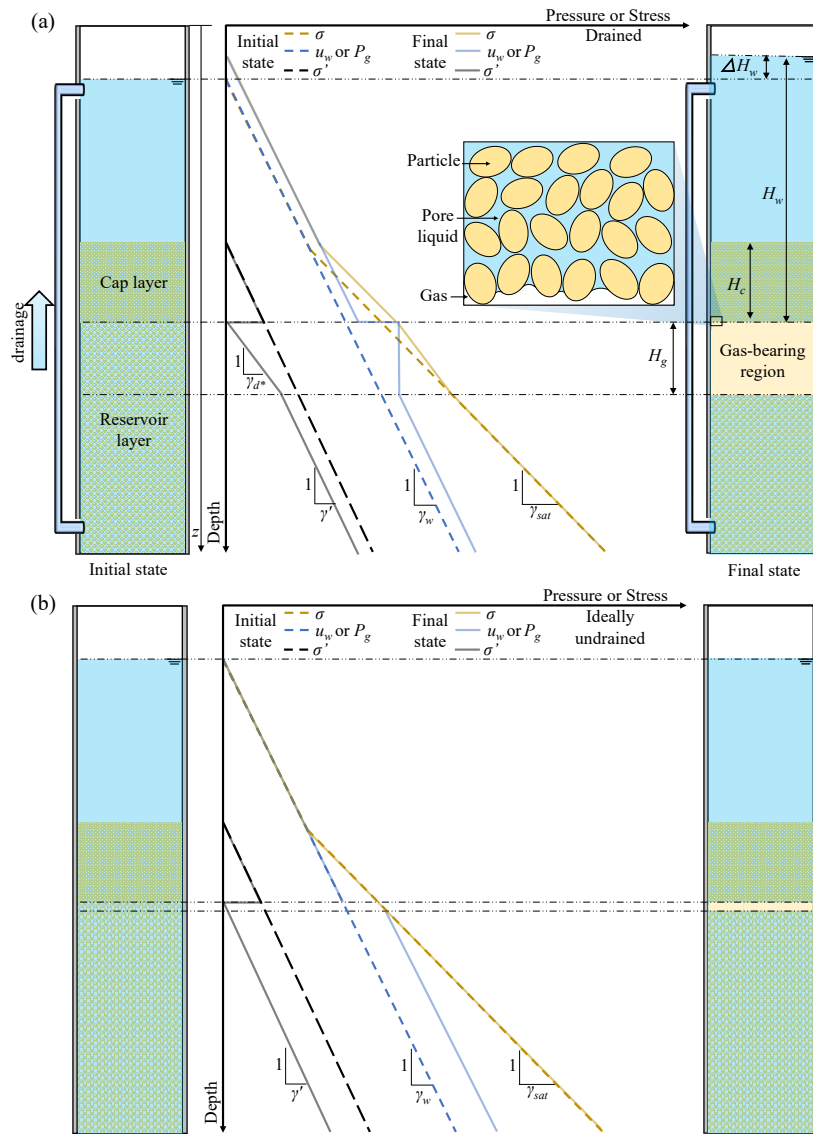 (a)
Pressure or Stress
Drained
Initial state
σ
u_w or P_g
σ'
Final state
σ
u_w or P_g
σ'
ΔH_w
H_w
Particle
Pore liquid
Gas
H_c
H_g
Cap layer
drainage
Gas-bearing region
1
γ_d*
Reservoir layer
1
γ'
1
γ_w
1
γ_sat
z
Depth
Initial state
Final state
(b)
Pressure or Stress
Ideally undrained
Initial state
σ
u_w or P_g
σ'
Final state
σ
u_w or P_g
σ'
1
γ'
1
γ_w
1
γ_sat
Depth